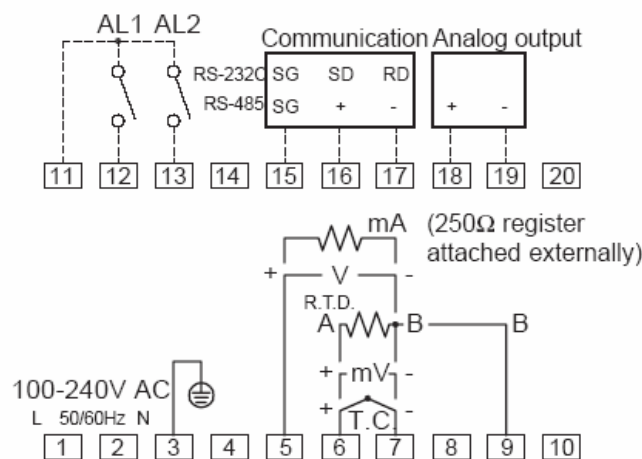 AL1 AL2
Communication Analog output
RS-232C SG SD RD
RS-485 SG + - + -
11 12 13 14 15 16 17 18 19 20
mA (250Ω register
attached externally)
+ V -
R.T.D.
A B B
100-240V AC + mV -
L 50/60Hz N + T.C. -
1 2 3 4 5 6 7 8 9 10